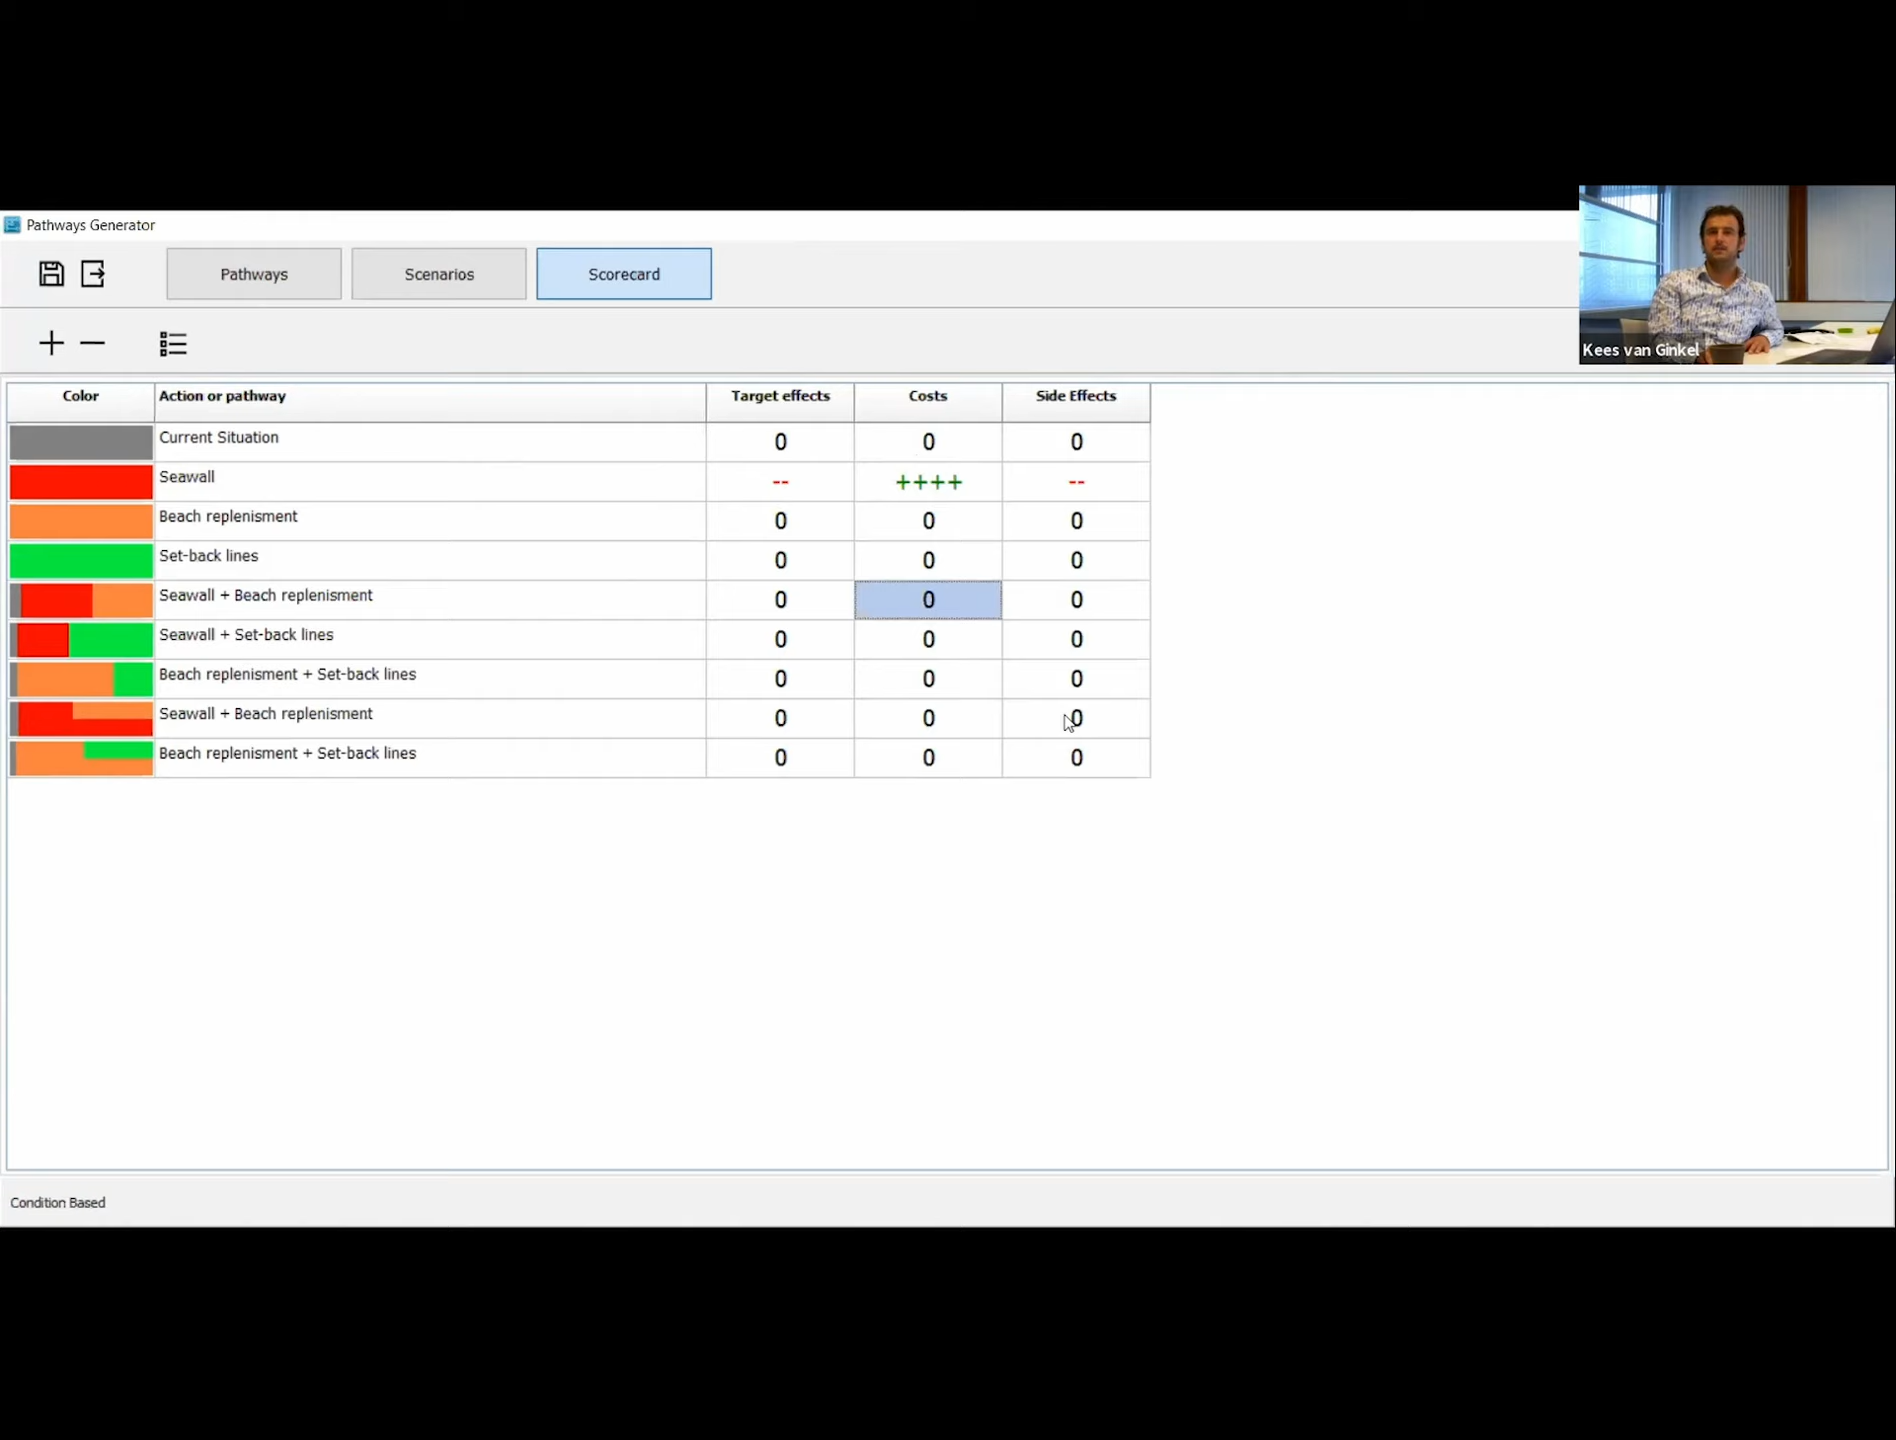 Pathways Generator
Pathways Scenarios Scorecard
Kees van Ginkel
Color Action or pathway Target effects Costs Side Effects
Current Situation 0 0 0
Seawall -- ++++ --
Beach replenisment 0 0 0
Set-back lines 0 0 0
Seawall + Beach replenisment 0 0 0
Seawall + Set-back lines 0 0 0
Beach replenisment + Set-back lines 0 0 0
Seawall + Beach replenisment 0 0 0
Beach replenisment + Set-back lines 0 0 0
Condition Based